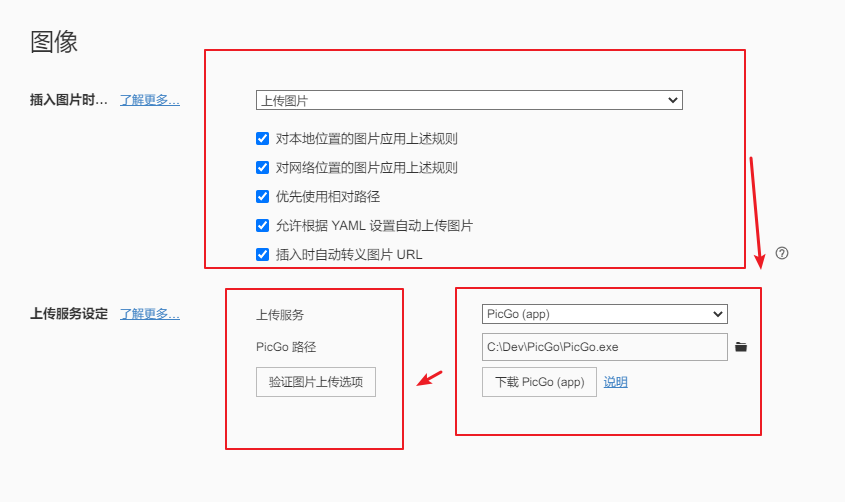 图像
插入图片时… 了解更多… 上传图片
对本地位置的图片应用上述规则
对网络位置的图片应用上述规则
优先使用相对路径
允许根据 YAML 设置自动上传图片
插入时自动转义图片 URL
上传服务设定 了解更多… 上传服务 PicGo (app)
PicGo 路径 C:\Dev\PicGo\PicGo.exe
验证图片上传选项 下载 PicGo (app) 说明